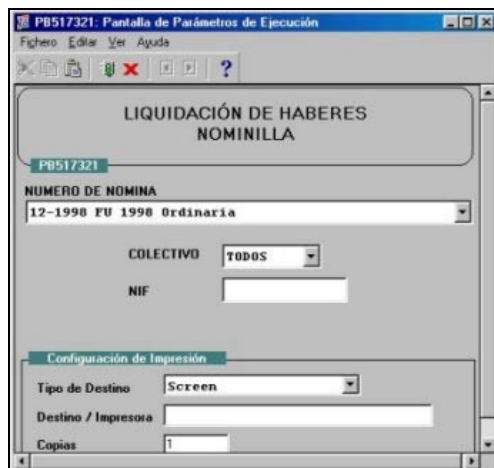 PB517321: Pantalla de Parámetros de Ejecución
Fichero Editar Ver Ayuda
?
LIQUIDACIÓN DE HABERES
NOMINILLA
PB517321
NUMERO DE NOMINA
12-1998 FU 1998 Ordinaria
COLECTIVO TODOS
NIF
Configuración de Impresión
Tipo de Destino Screen
Destino / Impresora
Copias 1